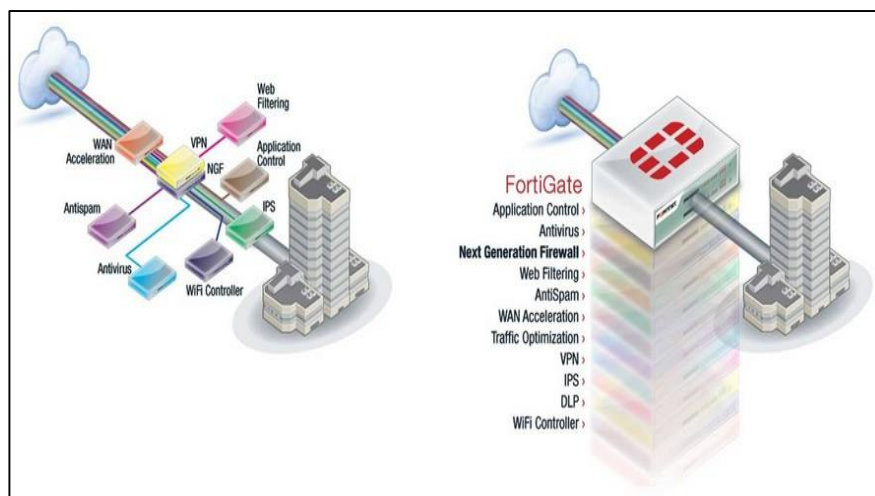 Web
Filtering
WAN
Acceleration
VPN
NGF
Application
Control
Antispam
IPS
Antivirus
WiFi Controller
FortiGate
Application Control
Antivirus
Next Generation Firewall
Web Filtering
AntiSpam
WAN Acceleration
Traffic Optimization
VPN
IPS
DLP
WiFi Controller